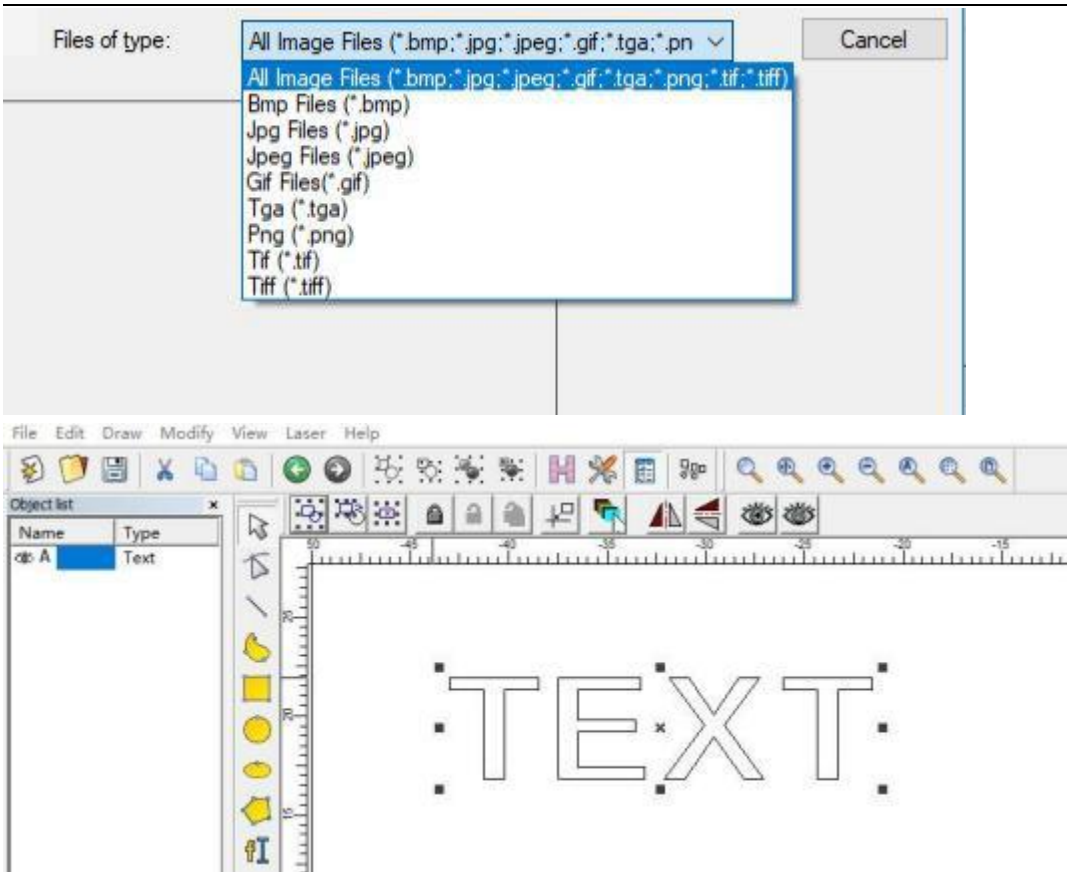 Files of type:
All Image Files (*.bmp;*.jpg;*.jpeg;*.gif;*.tga;*.pn
Cancel
All Image Files (*.bmp;*.jpg;*.jpeg;*.gif;*.tga;*.png;*.tif;*.tiff)
Bmp Files (*.bmp)
Jpg Files (*.jpg)
Jpeg Files (*.jpeg)
Gif Files(*.gif)
Tga (*.tga)
Png (*.png)
Tif (*.tif)
Tiff (*.tiff)
File Edit Draw Modify View Laser Help
Object list
Name Type
A Text
50 -45 -40 -35 -30 -25 -20 -15
25
20
15
TEXT